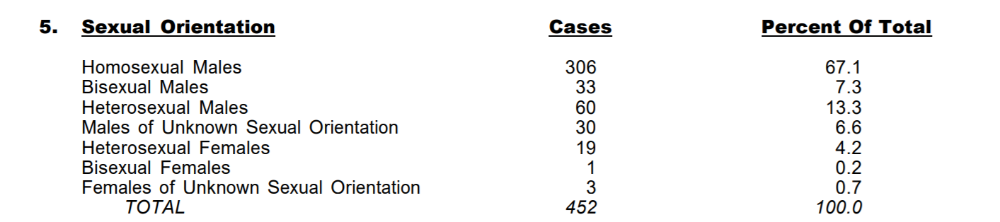 5. Sexual Orientation Cases Percent Of Total
Homosexual Males 306 67.1
Bisexual Males 33 7.3
Heterosexual Males 60 13.3
Males of Unknown Sexual Orientation 30 6.6
Heterosexual Females 19 4.2
Bisexual Females 1 0.2
Females of Unknown Sexual Orientation 3 0.7
TOTAL 452 100.0